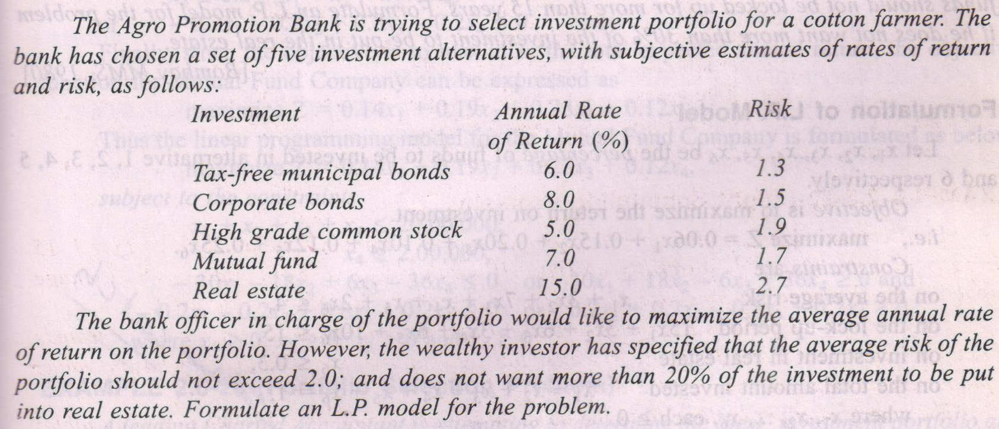 The Agro Promotion Bank is trying to select investment portfolio for a cotton farmer. The
bank has chosen a set of five investment alternatives, with subjective estimates of rates of return
and risk, as follows:
Investment Annual Rate Risk
of Return (%)
Tax-free municipal bonds 6.0 1.3
Corporate bonds 8.0 1.5
High grade common stock 5.0 1.9
Mutual fund 7.0 1.7
Real estate 15.0 2.7
The bank officer in charge of the portfolio would like to maximize the average annual rate
of return on the portfolio. However, the wealthy investor has specified that the average risk of the
portfolio should not exceed 2.0; and does not want more than 20% of the investment to be put
into real estate. Formulate an L.P. model for the problem.